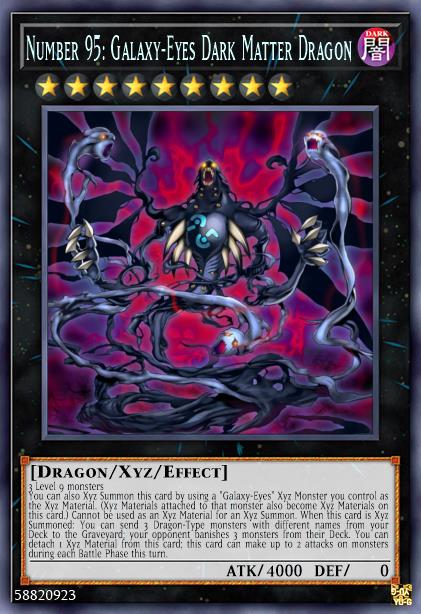 NUMBER 95: GALAXY-EYES DARK MATTER DRAGON
DARK
闇
[DRAGON/XYZ/EFFECT]
3 Level 9 monsters
You can also Xyz Summon this card by using a "Galaxy-Eyes" Xyz Monster you control as
the Xyz Material. (Xyz Materials attached to that monster also become Xyz Materials on
this card.) Cannot be used as an Xyz Material for an Xyz Summon. When this card is Xyz
Summoned: You can send 3 Dragon-Type monsters with different names from your
Deck to the Graveyard; your opponent banishes 3 monsters from their Deck. You can
detach 1 Xyz Material from this card; this card can make up to 2 attacks on monsters
during each Battle Phase this turn.
ATK/4000 DEF/ 0
58820923